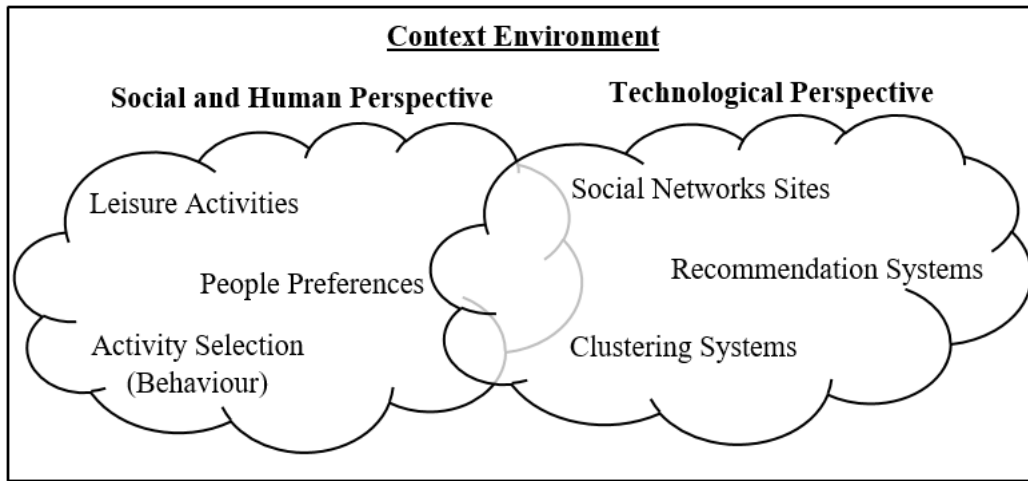 Context Environment
Social and Human Perspective
Technological Perspective
Leisure Activities
People Preferences
Activity Selection
(Behaviour)
Social Networks Sites
Recommendation Systems
Clustering Systems